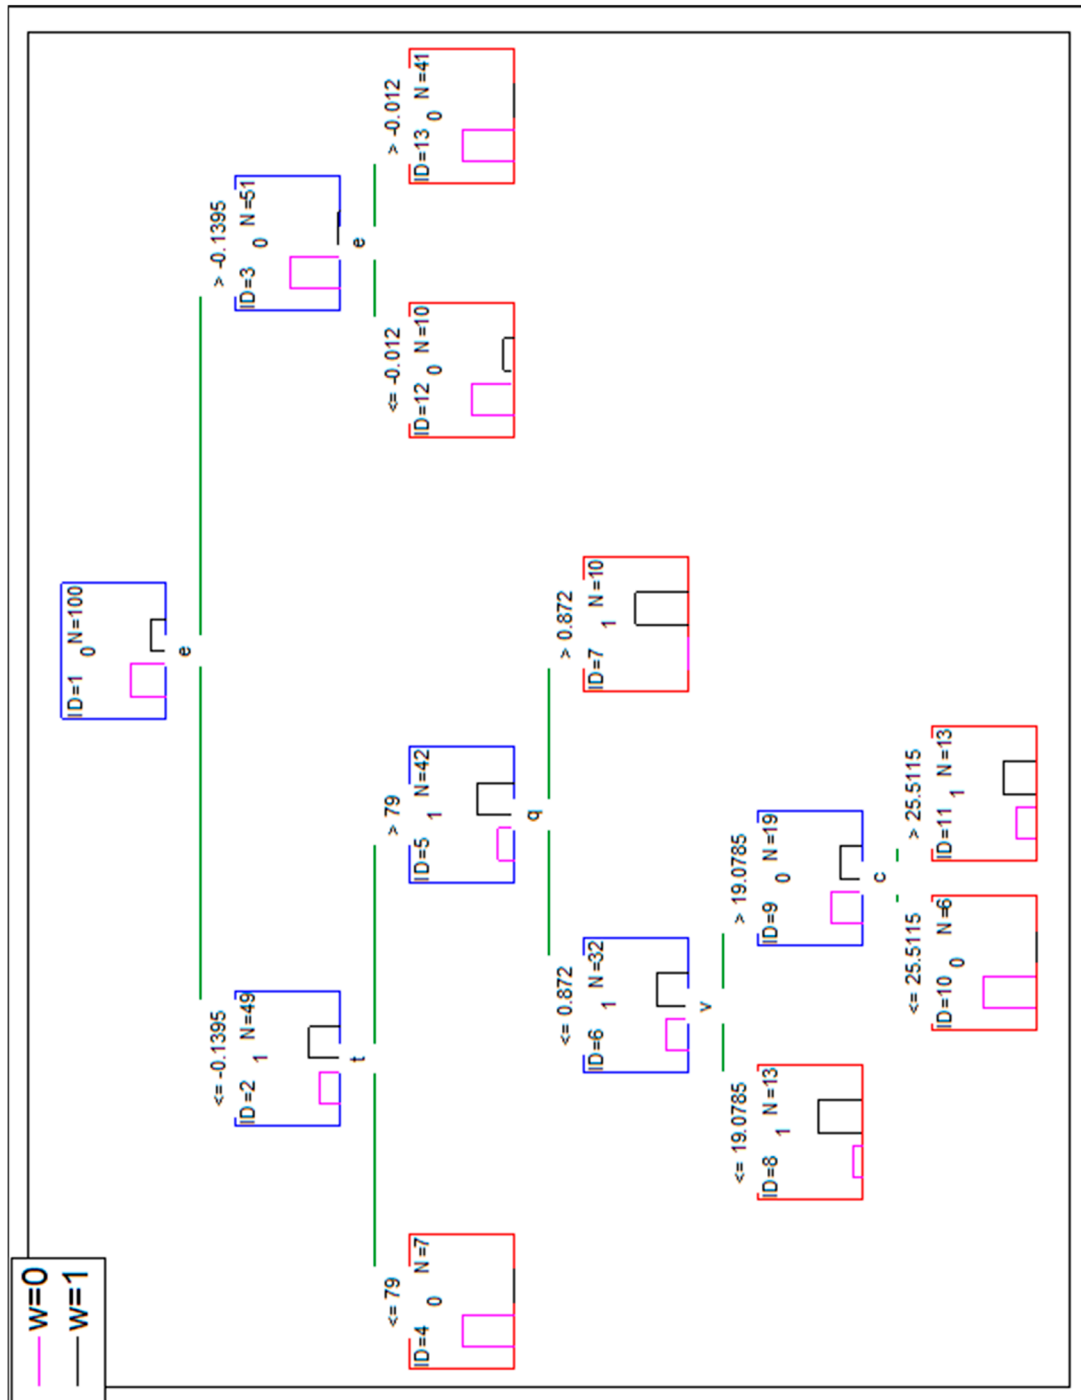 w=0
w=1
ID=1 N=100
0
e
<= -0.1395
> -0.1395
ID=2 N=49
1
t
ID=3 N=51
0
e
<= 79
> 79
<= -0.012
> -0.012
ID=4 N=7
0
ID=5 N=42
1
q
ID=12 N=10
0
ID=13 N=41
0
<= 0.872
> 0.872
ID=6 N=32
1
v
ID=7 N=10
1
<= 19.0785
> 19.0785
ID=8 N=13
1
ID=9 N=19
0
c
<= 25.5115
> 25.5115
ID=10 N=6
0
ID=11 N=13
1